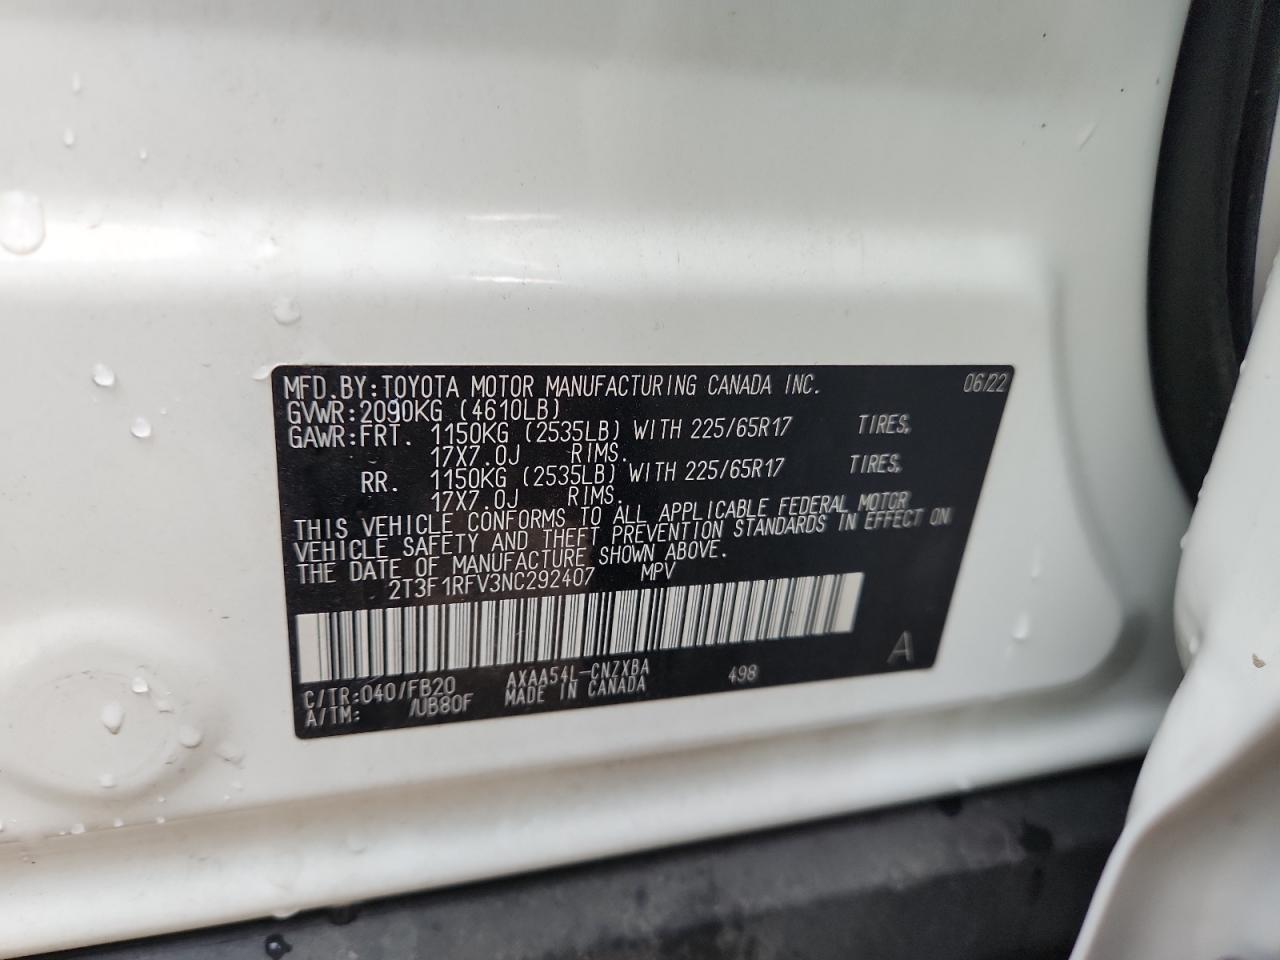 MFD.BY:TOYOTA MOTOR MANUFACTURING CANADA INC. 06/22
GVWR:2090KG (4610LB)
GAWR:FRT. 1150KG (2535LB) WITH 225/65R17 TIRES,
17X7.0J RIMS.
RR. 1150KG (2535LB) WITH 225/65R17 TIRES,
17X7.0J RIMS.
THIS VEHICLE CONFORMS TO ALL APPLICABLE FEDERAL MOTOR
VEHICLE SAFETY AND THEFT PREVENTION STANDARDS IN EFFECT ON
THE DATE OF MANUFACTURE SHOWN ABOVE.
2T3F1RFV3NC292407 MPV
C/TR:040/FB20 AXAA54L-CNZXBA 498 A
A/TM: /UB80F MADE IN CANADA